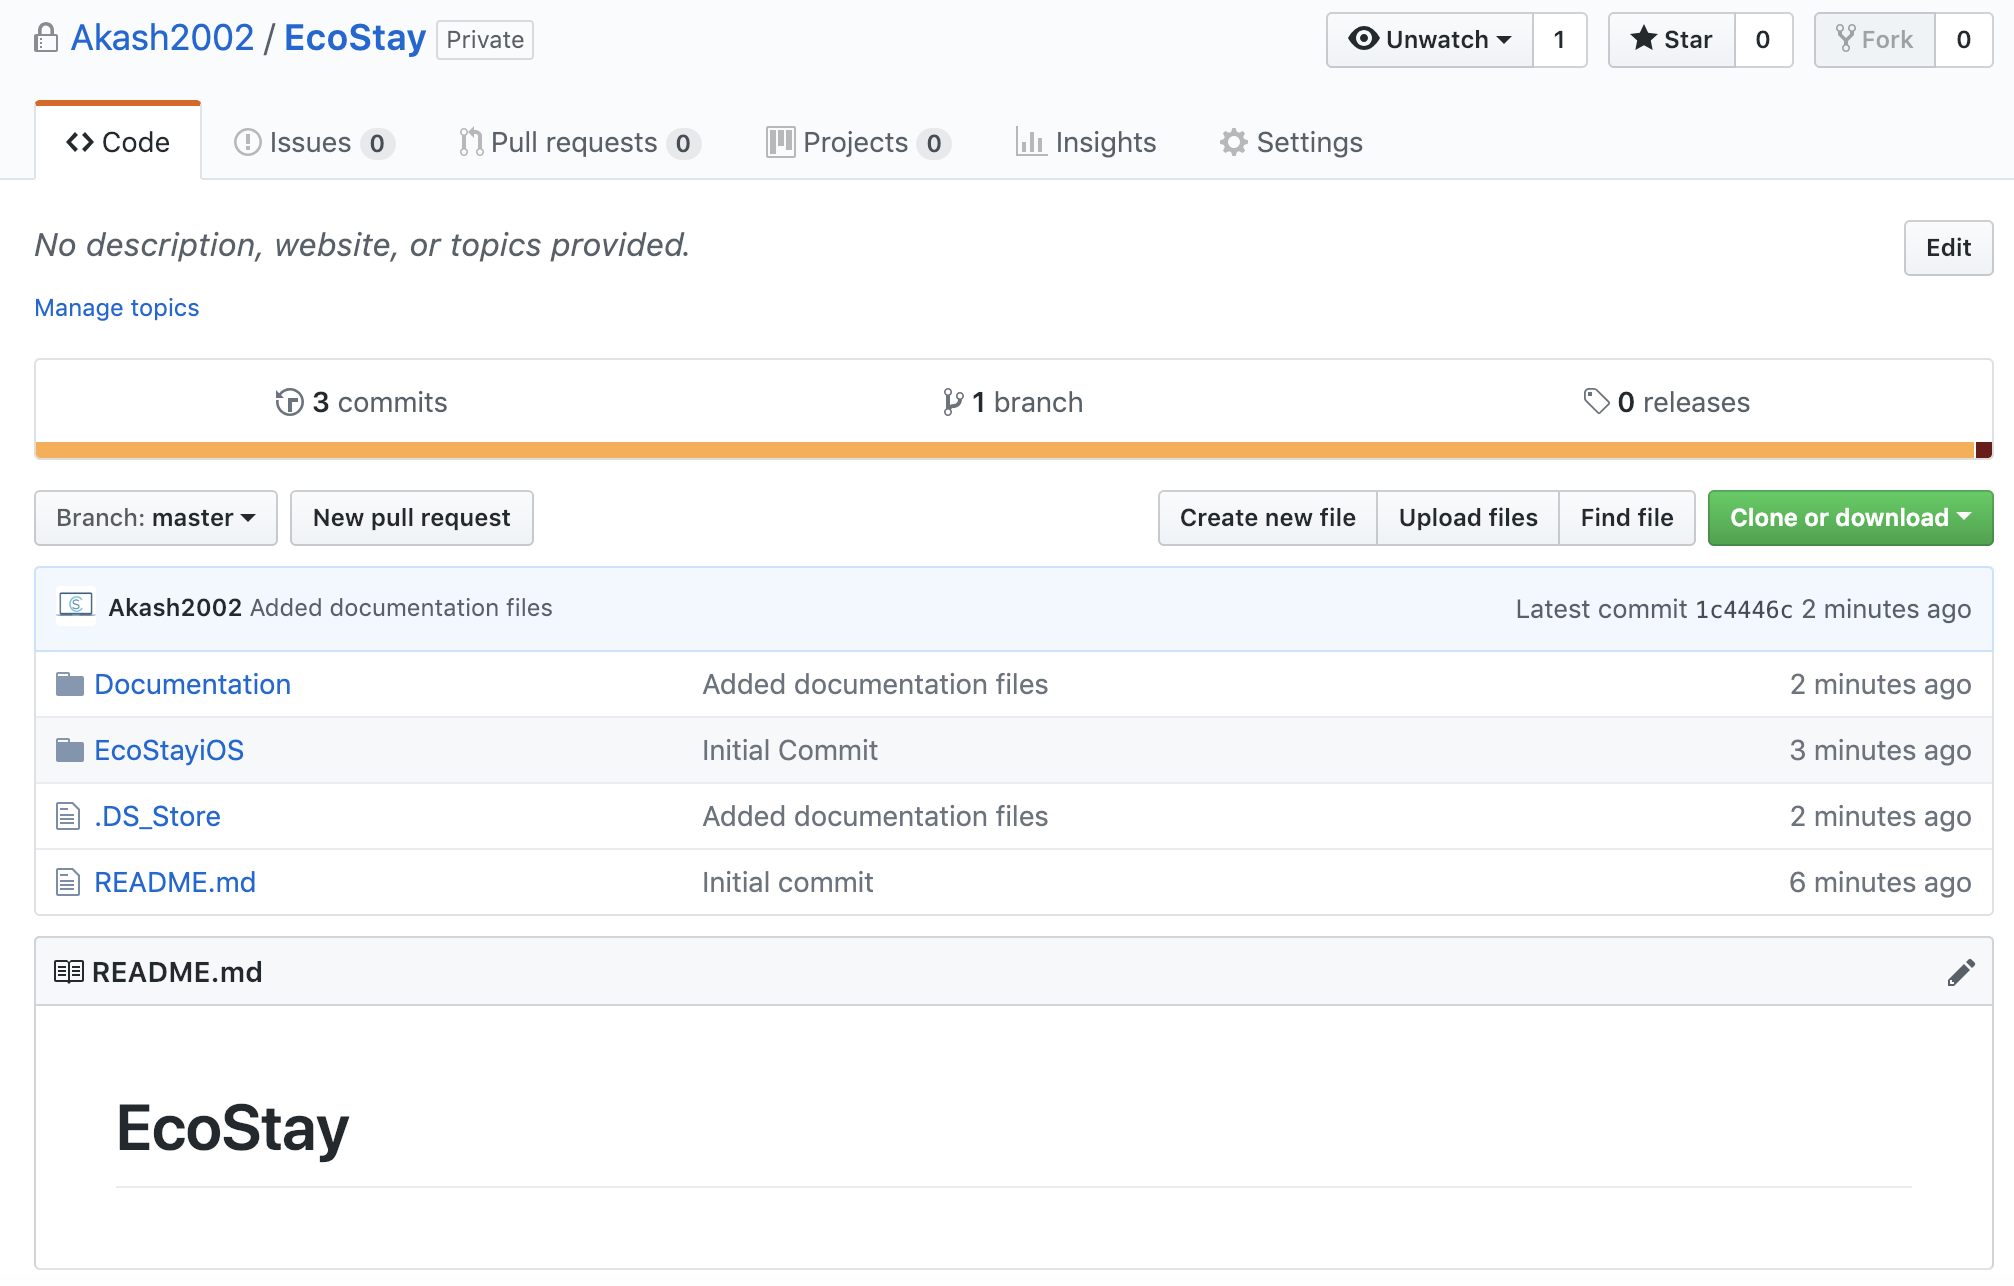 Akash2002 / EcoStay Private Unwatch 1 Star 0 Fork 0
Code Issues 0 Pull requests 0 Projects 0 Insights Settings
No description, website, or topics provided. Edit
Manage topics
3 commits 1 branch 0 releases
Branch: master New pull request Create new file Upload files Find file Clone or download
Akash2002 Added documentation files Latest commit 1c4446c 2 minutes ago
Documentation Added documentation files 2 minutes ago
EcoStayiOS Initial Commit 3 minutes ago
.DS_Store Added documentation files 2 minutes ago
README.md Initial commit 6 minutes ago
README.md
EcoStay